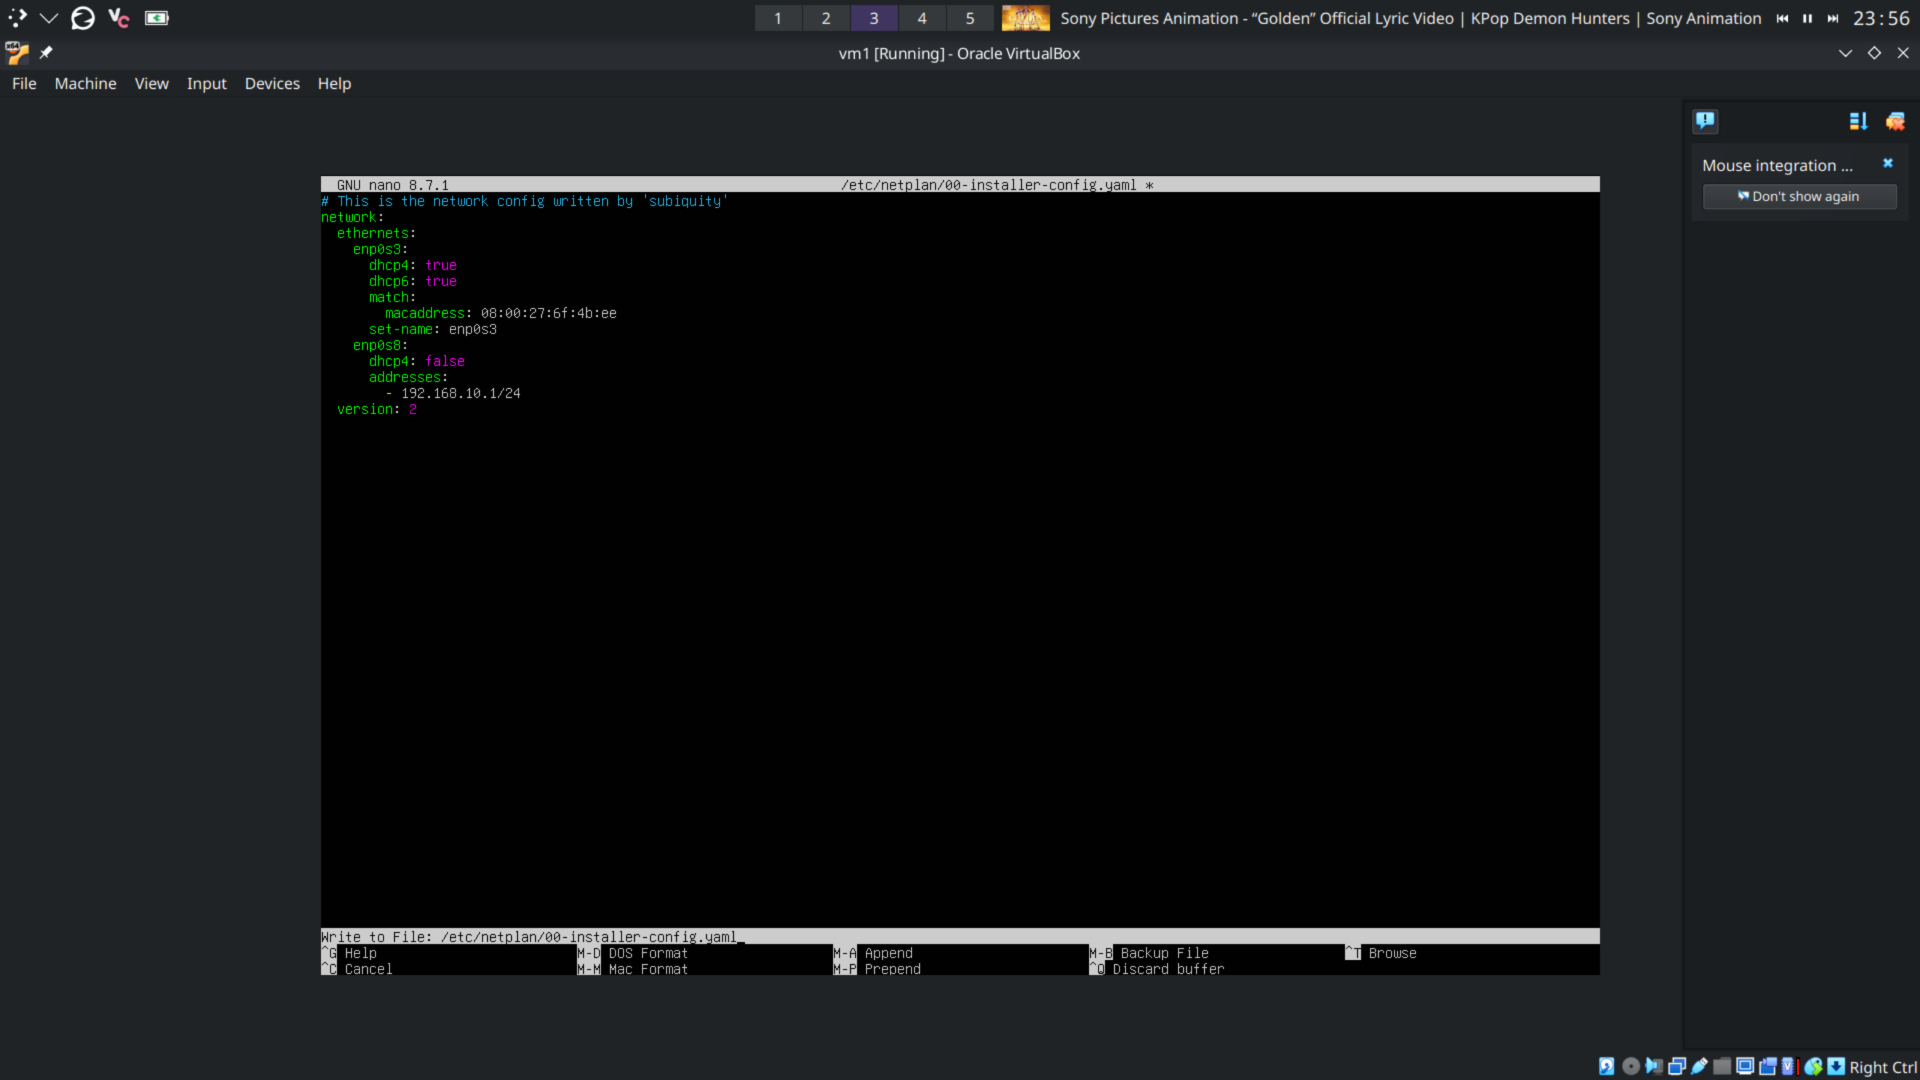 1 2 3 4 5 Sony Pictures Animation - “Golden” Official Lyric Video | KPop Demon Hunters | Sony Animation 23:56
vm1 [Running] - Oracle VirtualBox
File Machine View Input Devices Help
Mouse integration ...
Don't show again
GNU nano 8.7.1 /etc/netplan/00-installer-config.yaml *
# This is the network config written by 'subiquity'
network:
  ethernets:
    enp0s3:
      dhcp4: true
      dhcp6: true
      match:
        macaddress: 08:00:27:6f:4b:ee
      set-name: enp0s3
    enp0s8:
      dhcp4: false
      addresses:
        - 192.168.10.1/24
  version: 2
Write to File: /etc/netplan/00-installer-config.yaml
^G Help M-D DOS Format M-A Append M-B Backup File ^T Browse
^C Cancel M-M Mac Format M-P Prepend ^Q Discard buffer
Right Ctrl